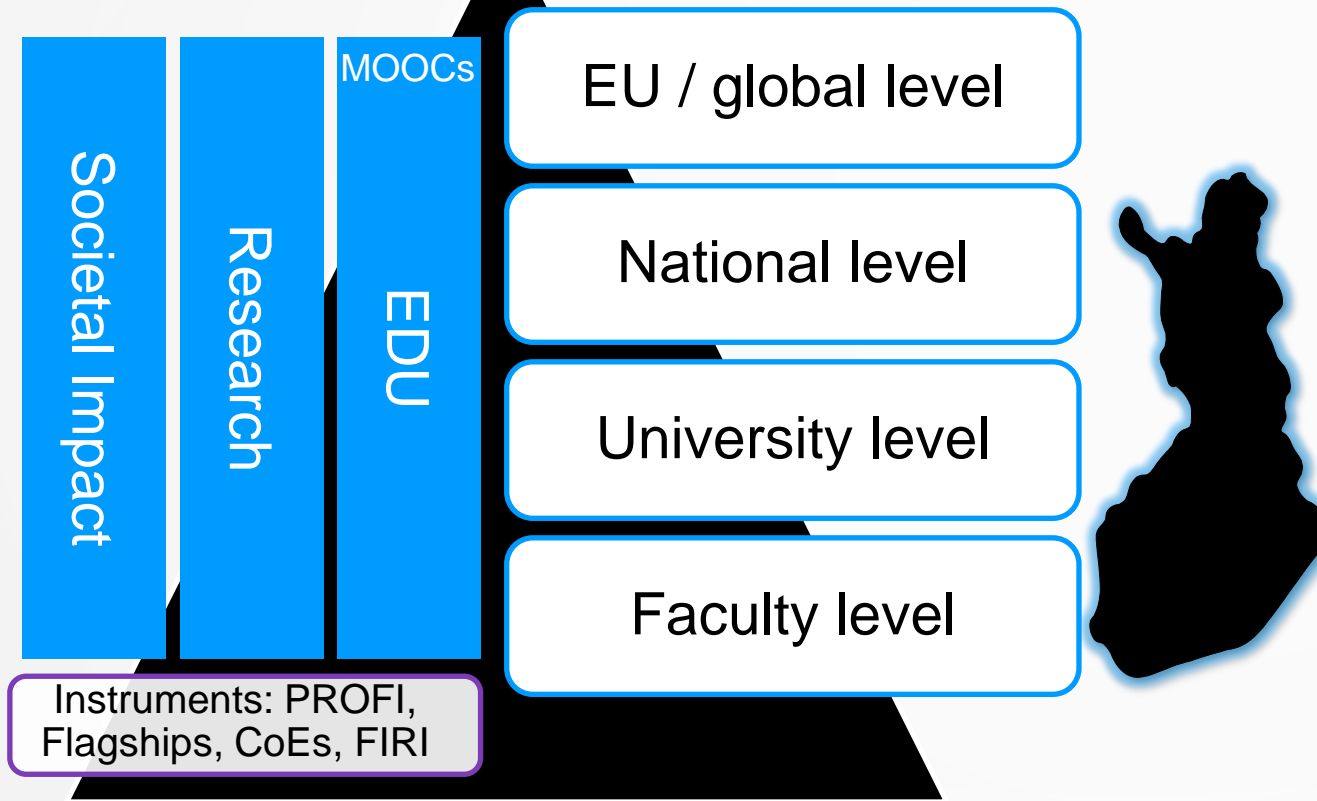 Societal Impact
Research
MOOCs
EDU
EU / global level
National level
University level
Faculty level
Instruments: PROFI,
Flagships, CoEs, FIRI